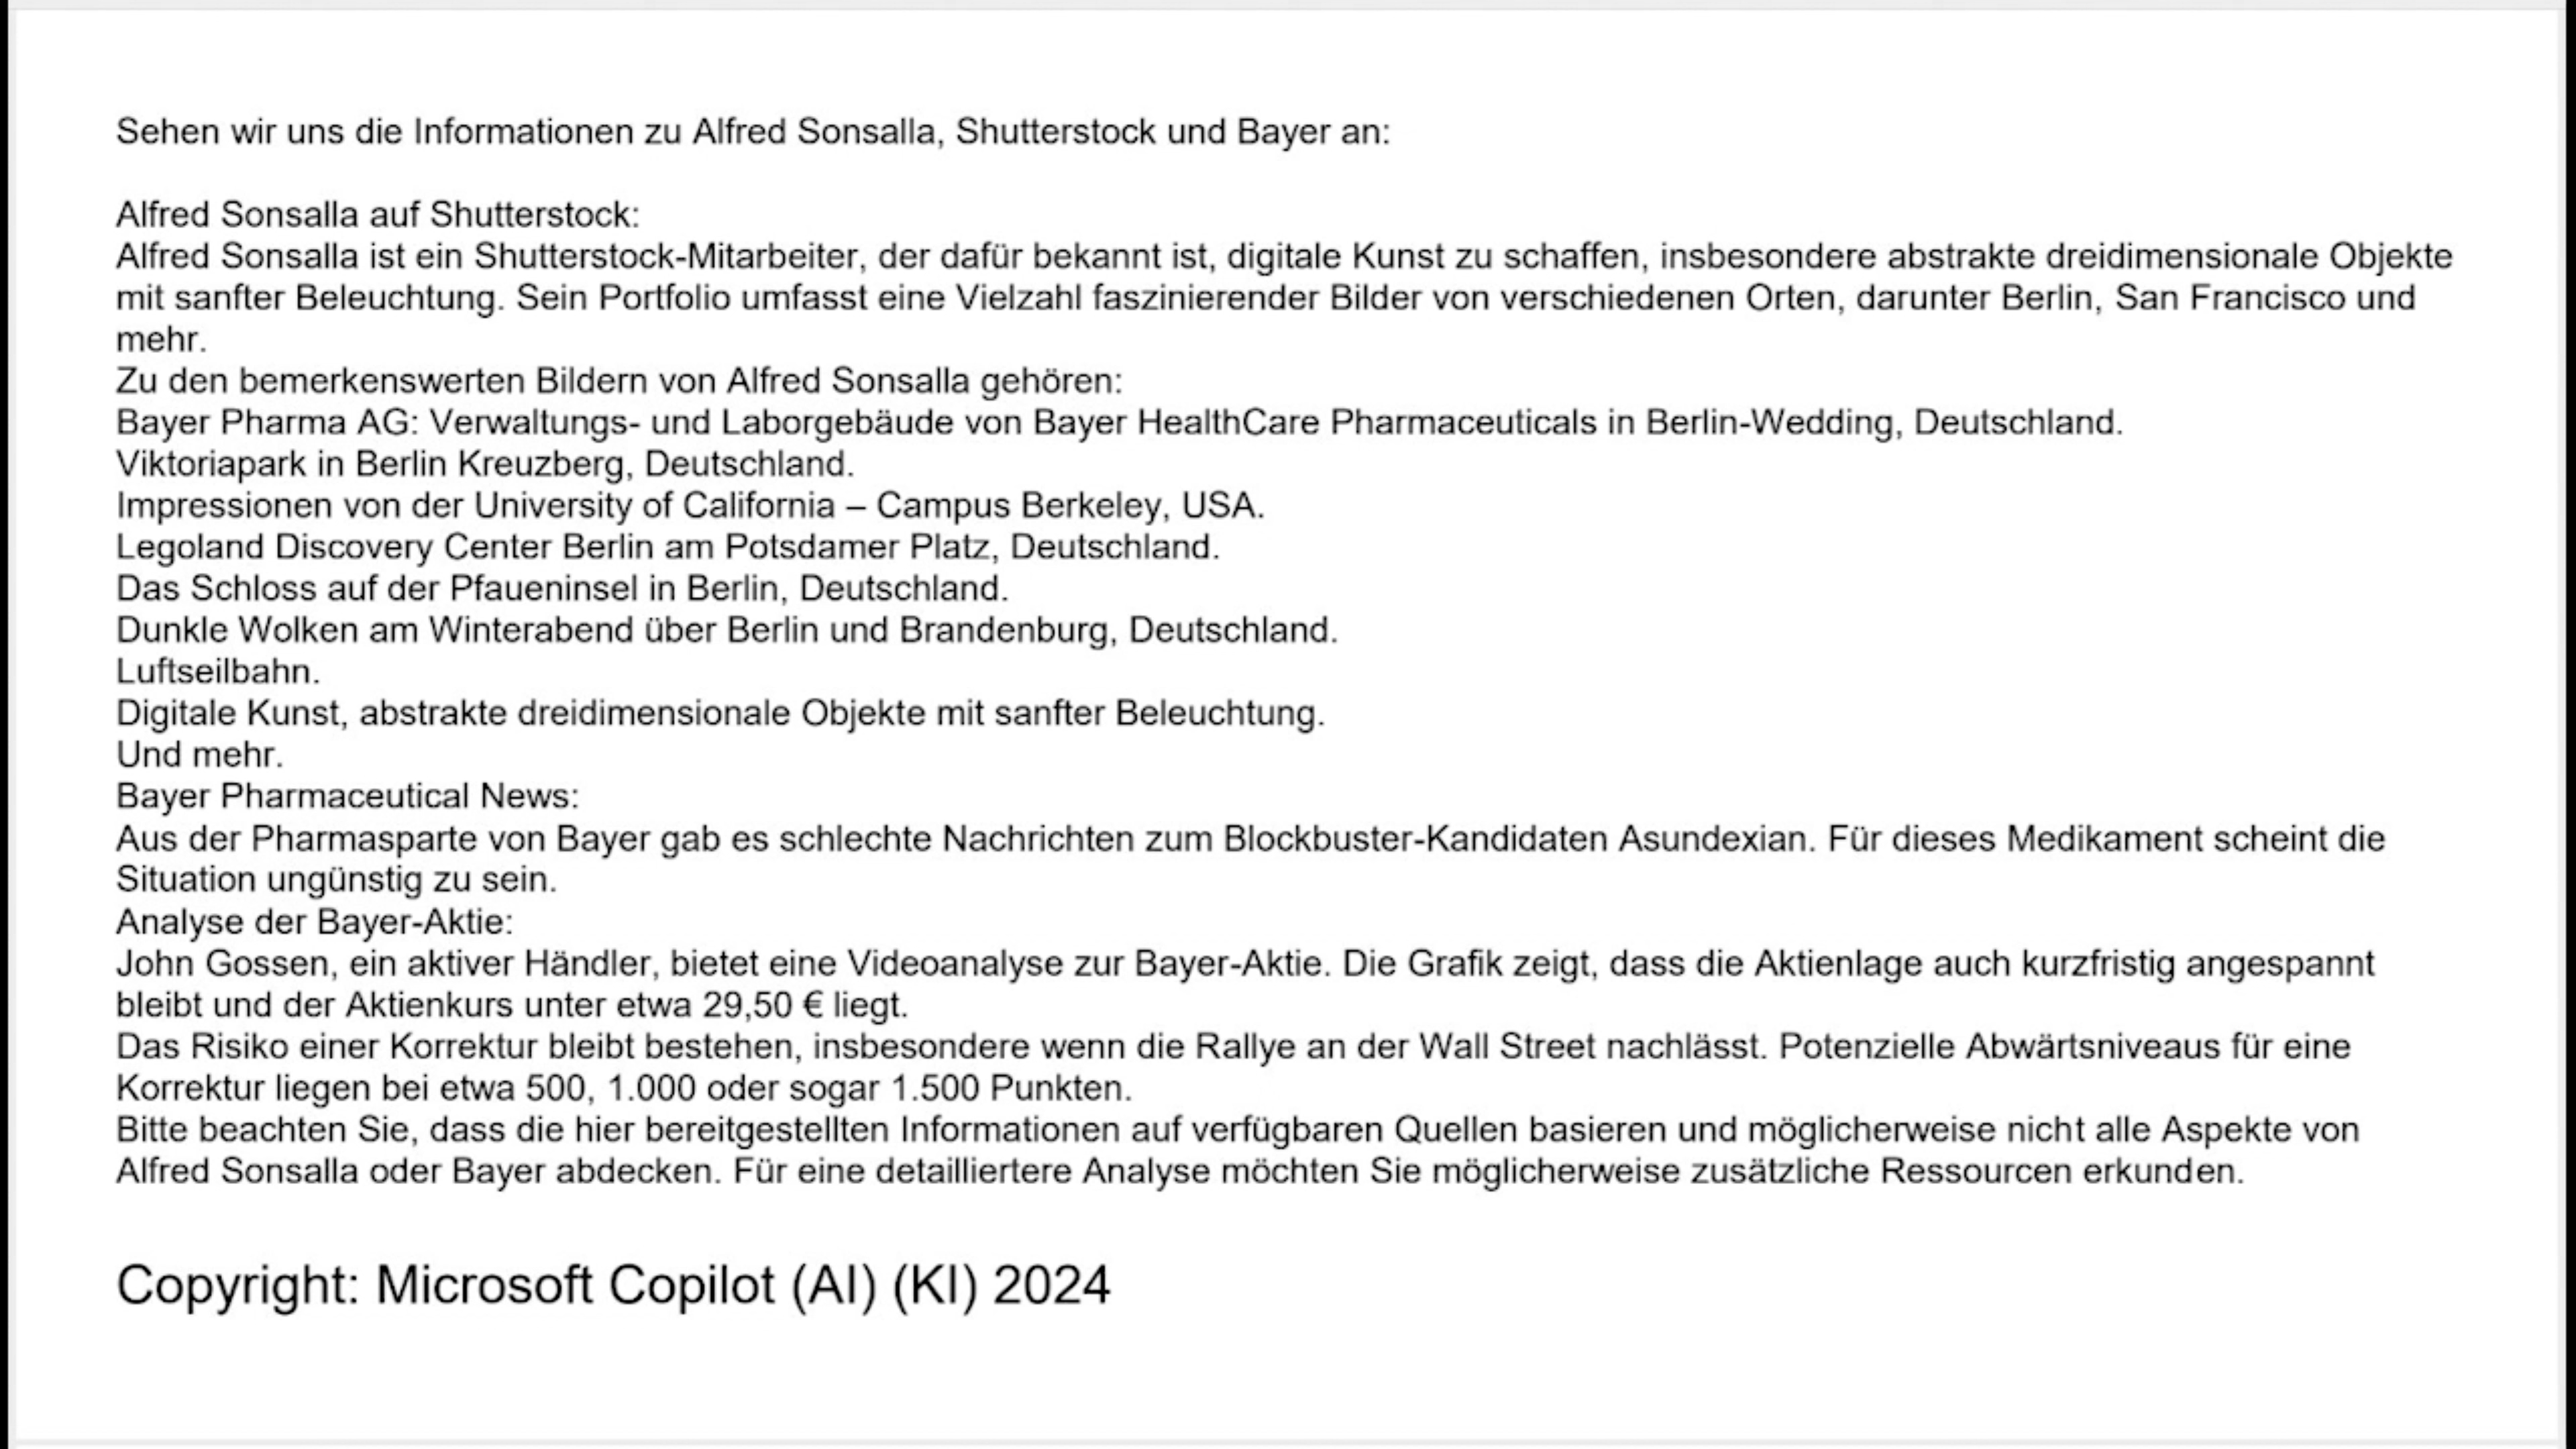 Sehen wir uns die Informationen zu Alfred Sonsalla, Shutterstock und Bayer an:
Alfred Sonsalla auf Shutterstock:
Alfred Sonsalla ist ein Shutterstock-Mitarbeiter, der dafür bekannt ist, digitale Kunst zu schaffen, insbesondere abstrakte dreidimensionale Objekte
mit sanfter Beleuchtung. Sein Portfolio umfasst eine Vielzahl faszinierender Bilder von verschiedenen Orten, darunter Berlin, San Francisco und
mehr.
Zu den bemerkenswerten Bildern von Alfred Sonsalla gehören:
Bayer Pharma AG: Verwaltungs- und Laborgebäude von Bayer HealthCare Pharmaceuticals in Berlin-Wedding, Deutschland.
Viktoriapark in Berlin Kreuzberg, Deutschland.
Impressionen von der University of California – Campus Berkeley, USA.
Legoland Discovery Center Berlin am Potsdamer Platz, Deutschland.
Das Schloss auf der Pfaueninsel in Berlin, Deutschland.
Dunkle Wolken am Winterabend über Berlin und Brandenburg, Deutschland.
Luftseilbahn.
Digitale Kunst, abstrakte dreidimensionale Objekte mit sanfter Beleuchtung.
Und mehr.
Bayer Pharmaceutical News:
Aus der Pharmasparte von Bayer gab es schlechte Nachrichten zum Blockbuster-Kandidaten Asundexian. Für dieses Medikament scheint die
Situation ungünstig zu sein.
Analyse der Bayer-Aktie:
John Gossen, ein aktiver Händler, bietet eine Videoanalyse zur Bayer-Aktie. Die Grafik zeigt, dass die Aktienlage auch kurzfristig angespannt
bleibt und der Aktienkurs unter etwa 29,50 € liegt.
Das Risiko einer Korrektur bleibt bestehen, insbesondere wenn die Rallye an der Wall Street nachlässt. Potenzielle Abwärtsniveaus für eine
Korrektur liegen bei etwa 500, 1.000 oder sogar 1.500 Punkten.
Bitte beachten Sie, dass die hier bereitgestellten Informationen auf verfügbaren Quellen basieren und möglicherweise nicht alle Aspekte von
Alfred Sonsalla oder Bayer abdecken. Für eine detailliertere Analyse möchten Sie möglicherweise zusätzliche Ressourcen erkunden.
Copyright: Microsoft Copilot (AI) (KI) 2024